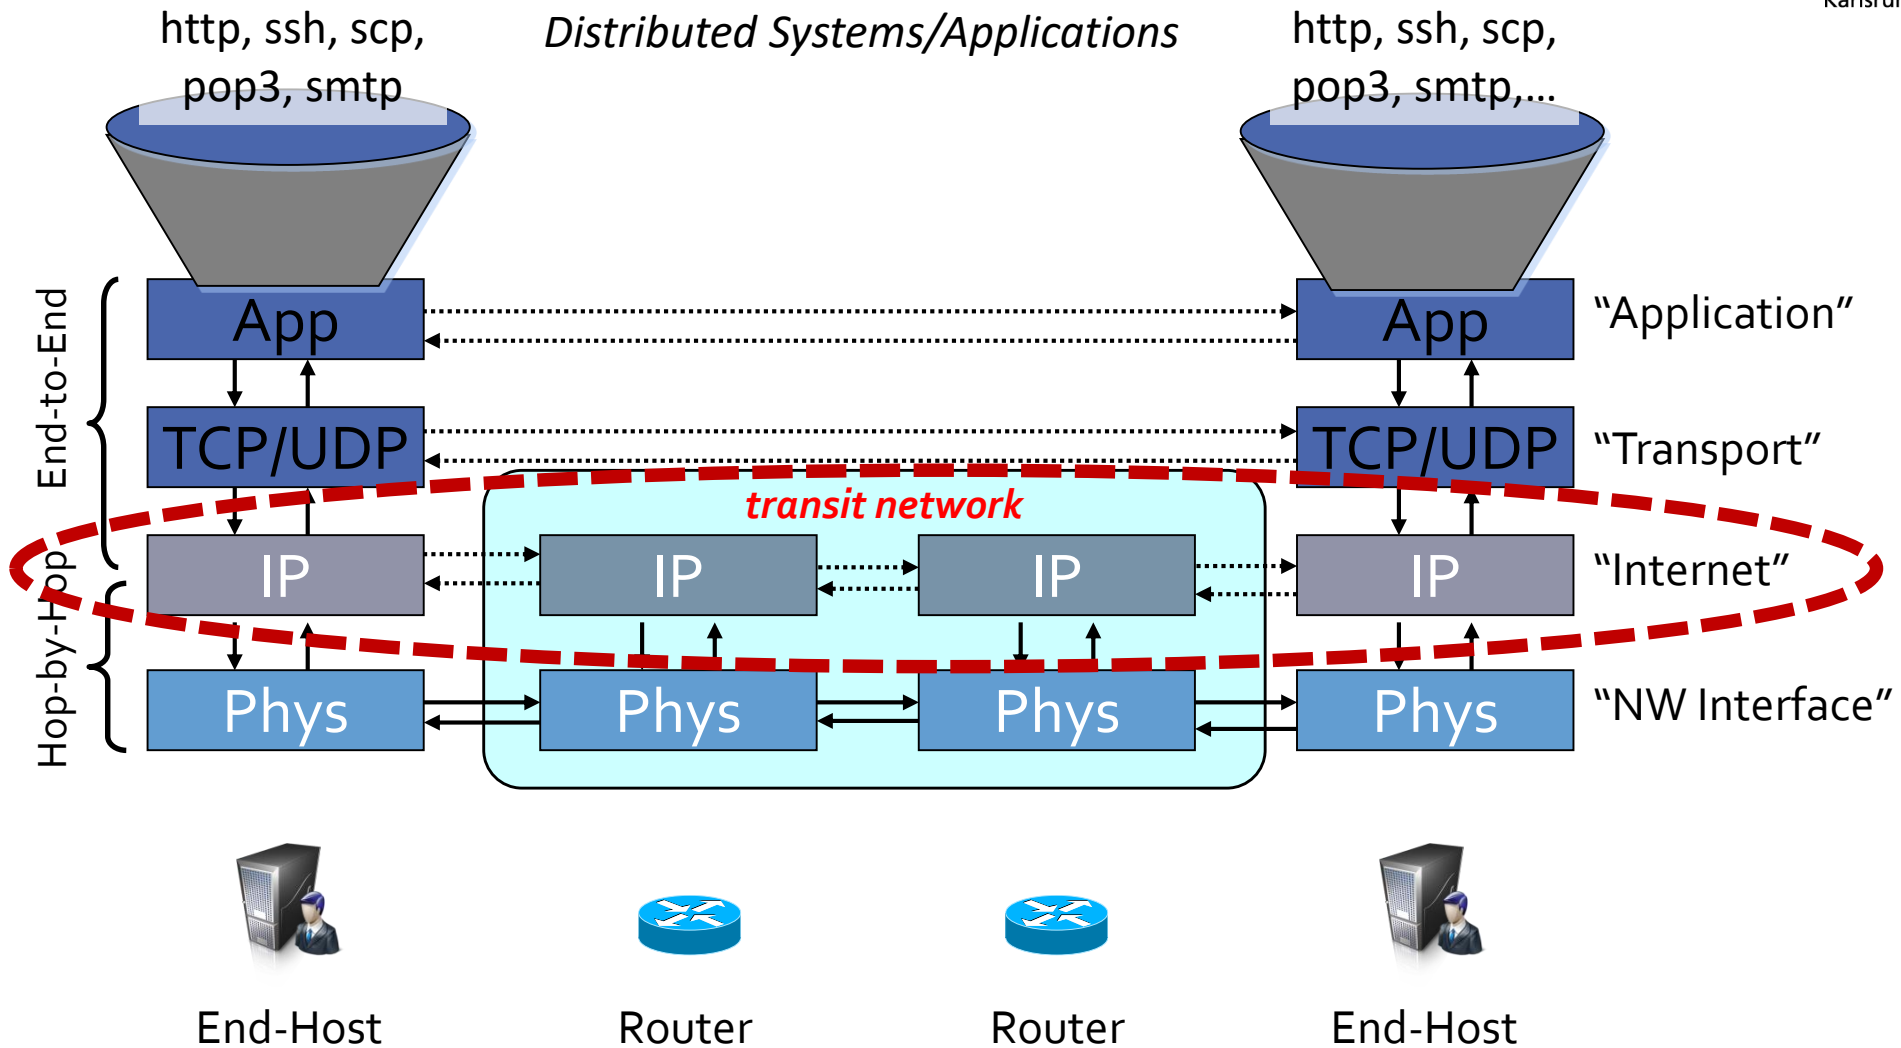 Karlsruh
http, ssh, scp,
pop3, smtp
Distributed Systems/Applications
http, ssh, scp,
pop3, smtp,...
End-to-End
App
App
“Application”
TCP/UDP
TCP/UDP
“Transport”
transit network
Hop-by-Hop
IP
IP
IP
IP
“Internet”
Phys
Phys
Phys
Phys
“NW Interface”
End-Host
Router
Router
End-Host